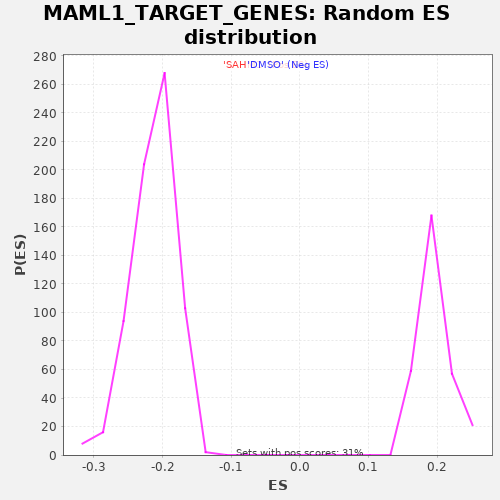 MAML1_TARGET_GENES: Random ES
distribution
'SAH''DMSO' (Neg ES)
P(ES)
280
260
240
220
200
180
160
140
120
100
80
60
40
20
0
Sets with pos scores: 31%
-0.3 -0.2 -0.1 0.0 0.1 0.2
ES